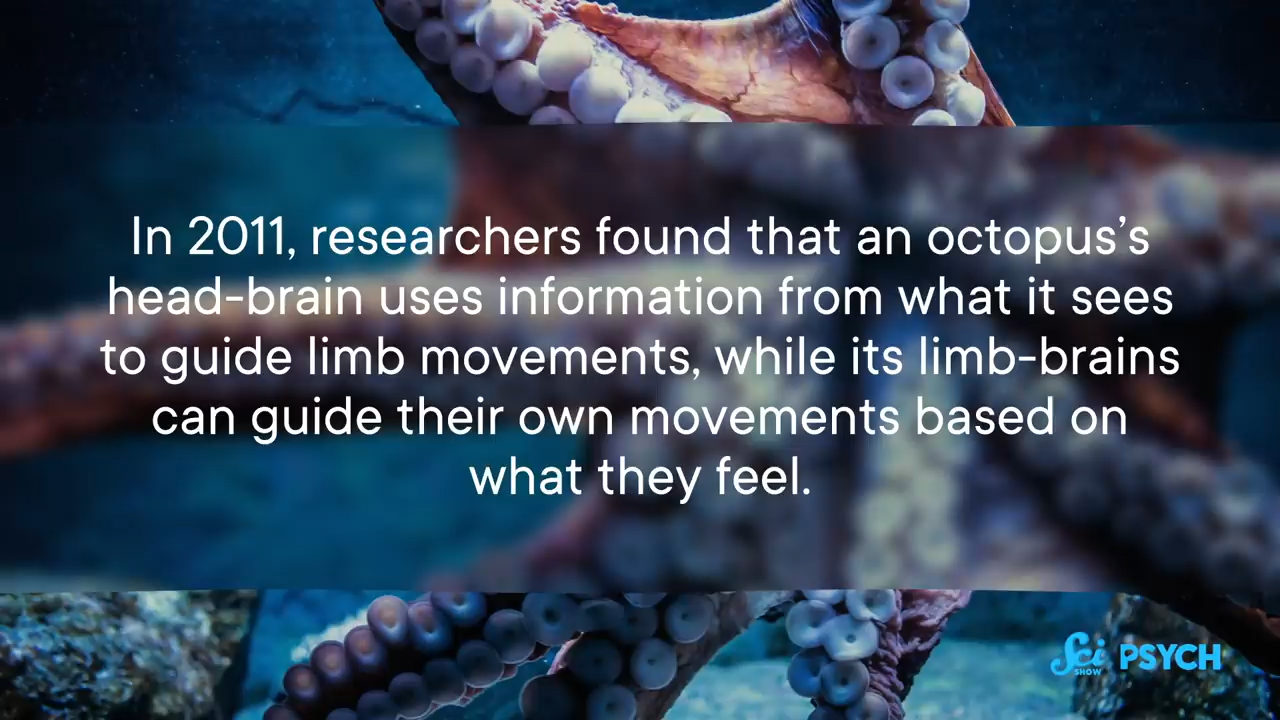 In 2011, researchers found that an octopus’s
head-brain uses information from what it sees
to guide limb movements, while its limb-brains
can guide their own movements based on
what they feel.
Sci SHOW PSYCH